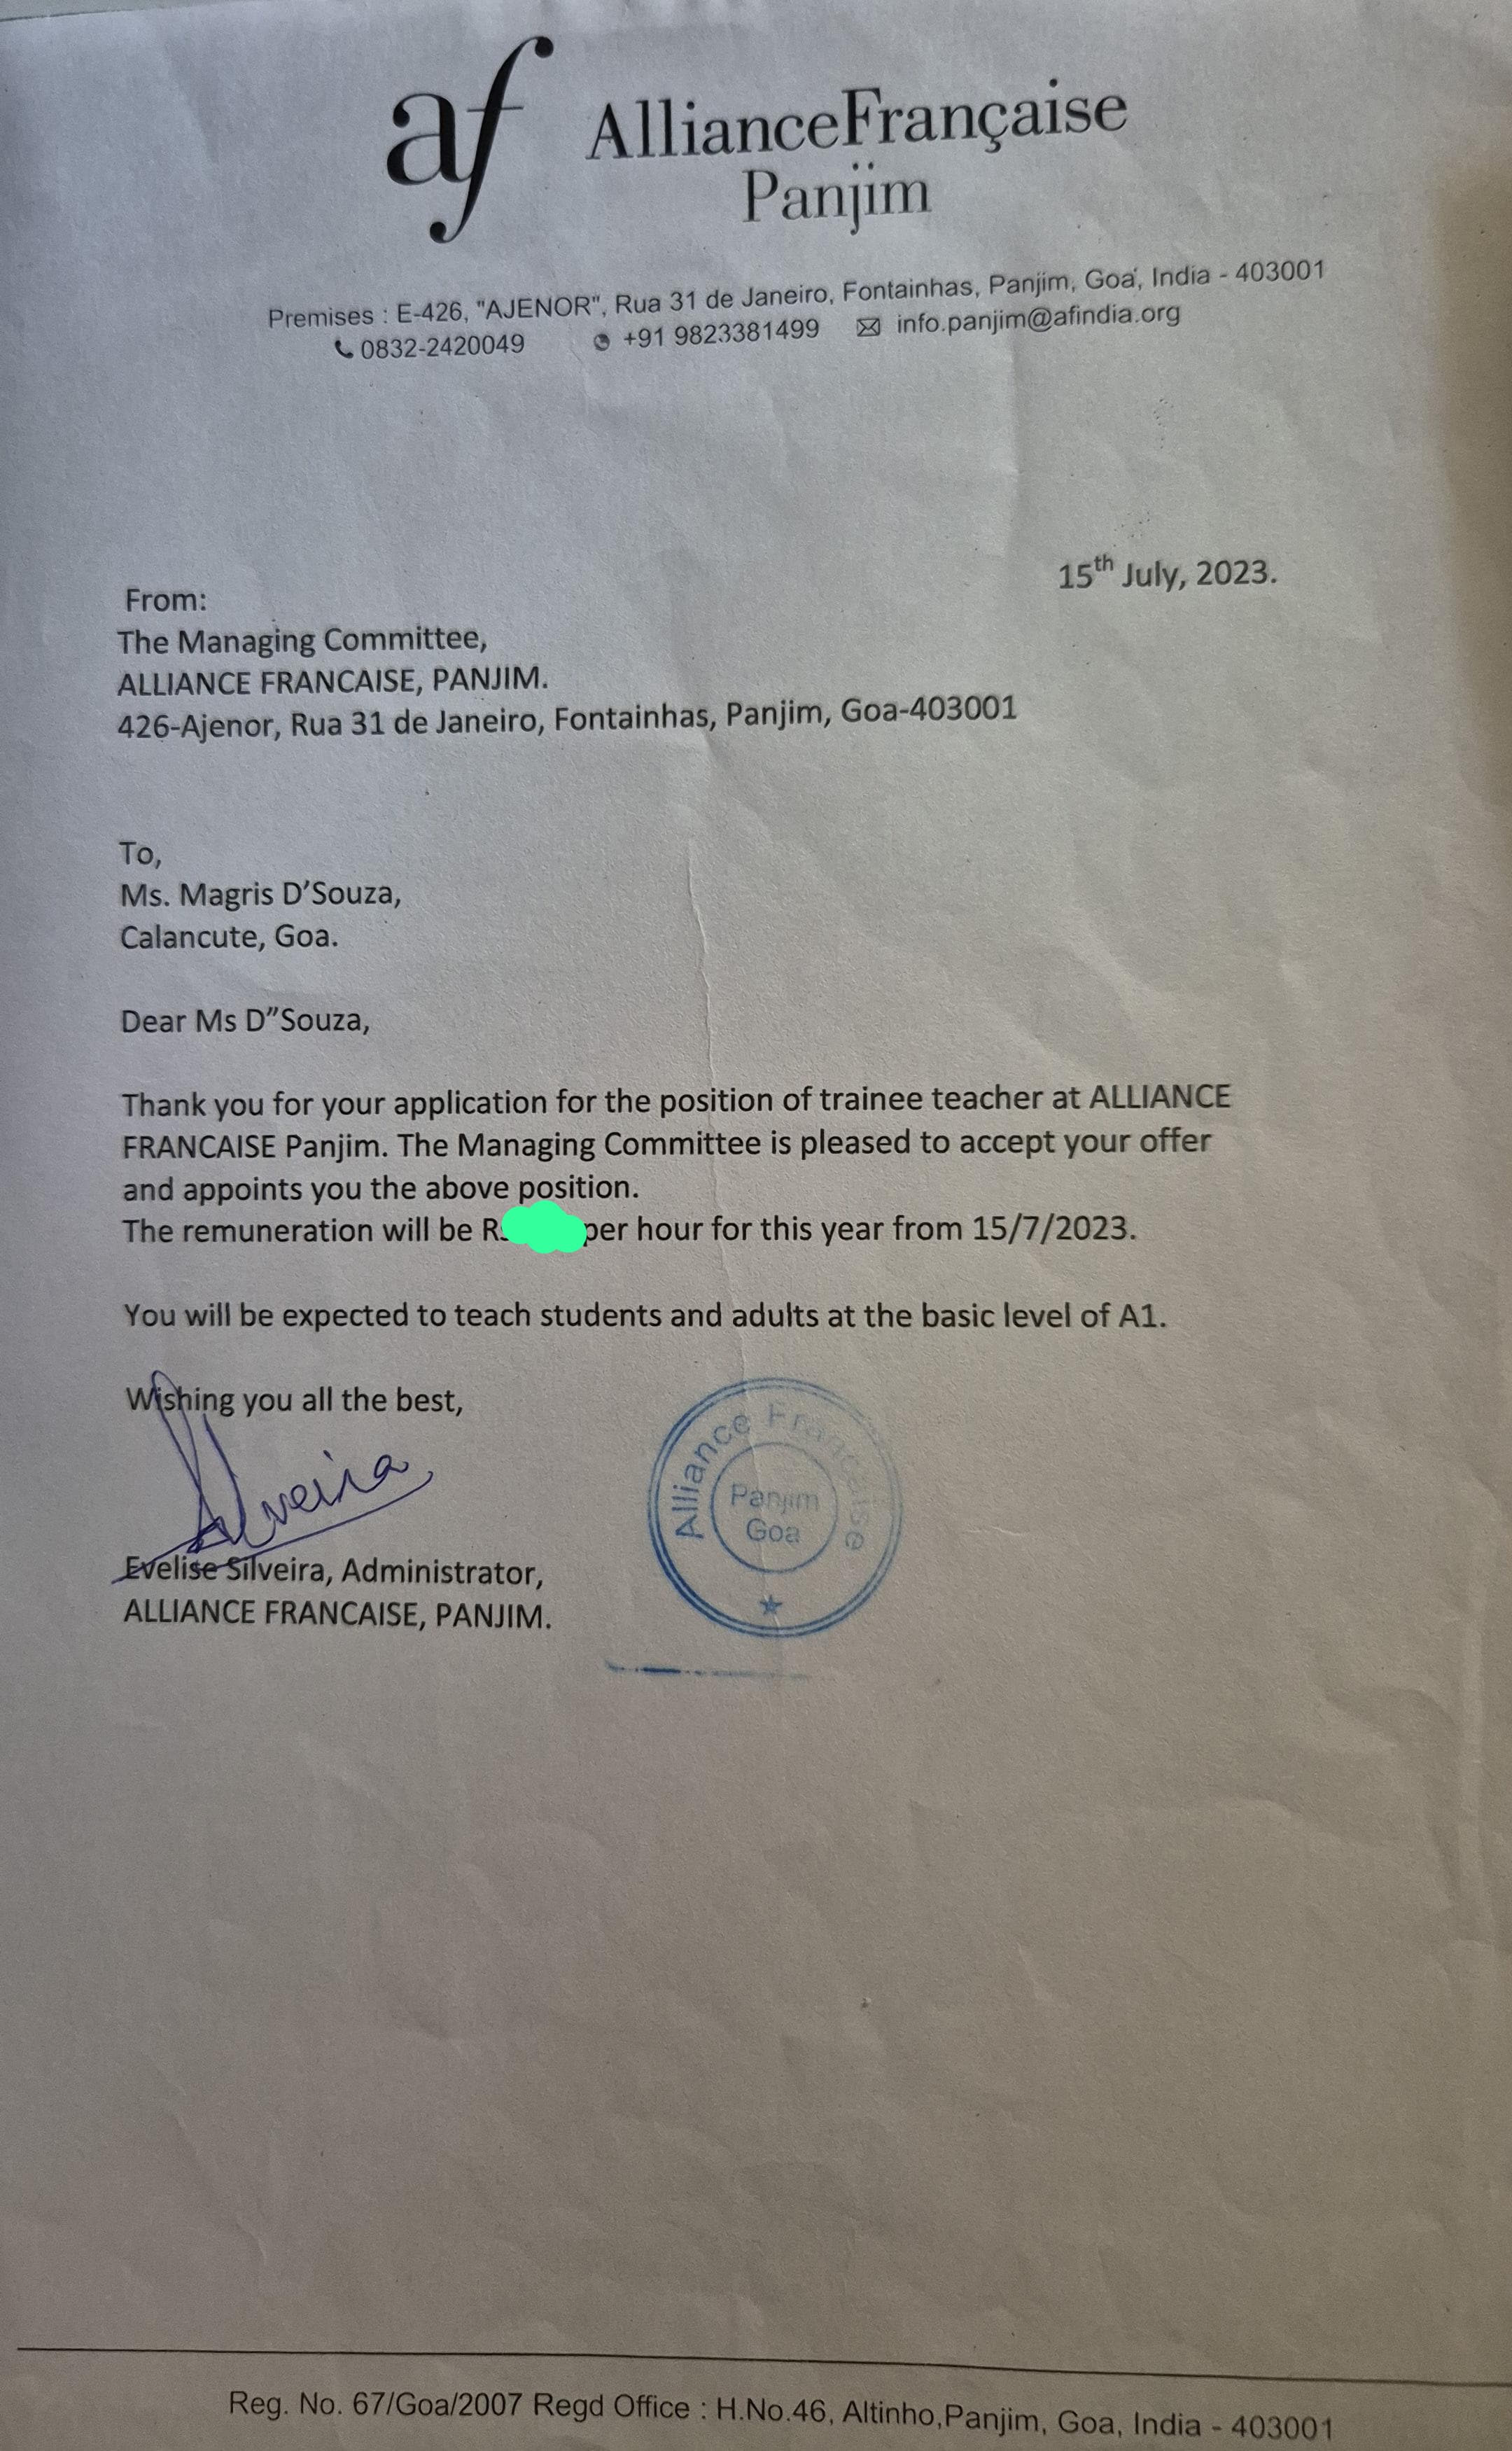 af AllianceFrançaise
Panjim
Premises : E-426, "AJENOR", Rua 31 de Janeiro, Fontainhas, Panjim, Goa, India - 403001
0832-2420049 +91 9823381499 info.panjim@afindia.org
15th July, 2023.
From:
The Managing Committee,
ALLIANCE FRANCAISE, PANJIM.
426-Ajenor, Rua 31 de Janeiro, Fontainhas, Panjim, Goa-403001
To,
Ms. Magris D’Souza,
Calancute, Goa.
Dear Ms D”Souza,
Thank you for your application for the position of trainee teacher at ALLIANCE
FRANCAISE Panjim. The Managing Committee is pleased to accept your offer
and appoints you the above position.
The remuneration will be Rs per hour for this year from 15/7/2023.
You will be expected to teach students and adults at the basic level of A1.
Wishing you all the best,
Silveira
Evelise Silveira, Administrator,
ALLIANCE FRANCAISE, PANJIM.
Alliance Francaise
Panjim
Goa
Reg. No. 67/Goa/2007 Regd Office : H.No.46, Altinho,Panjim, Goa, India - 403001